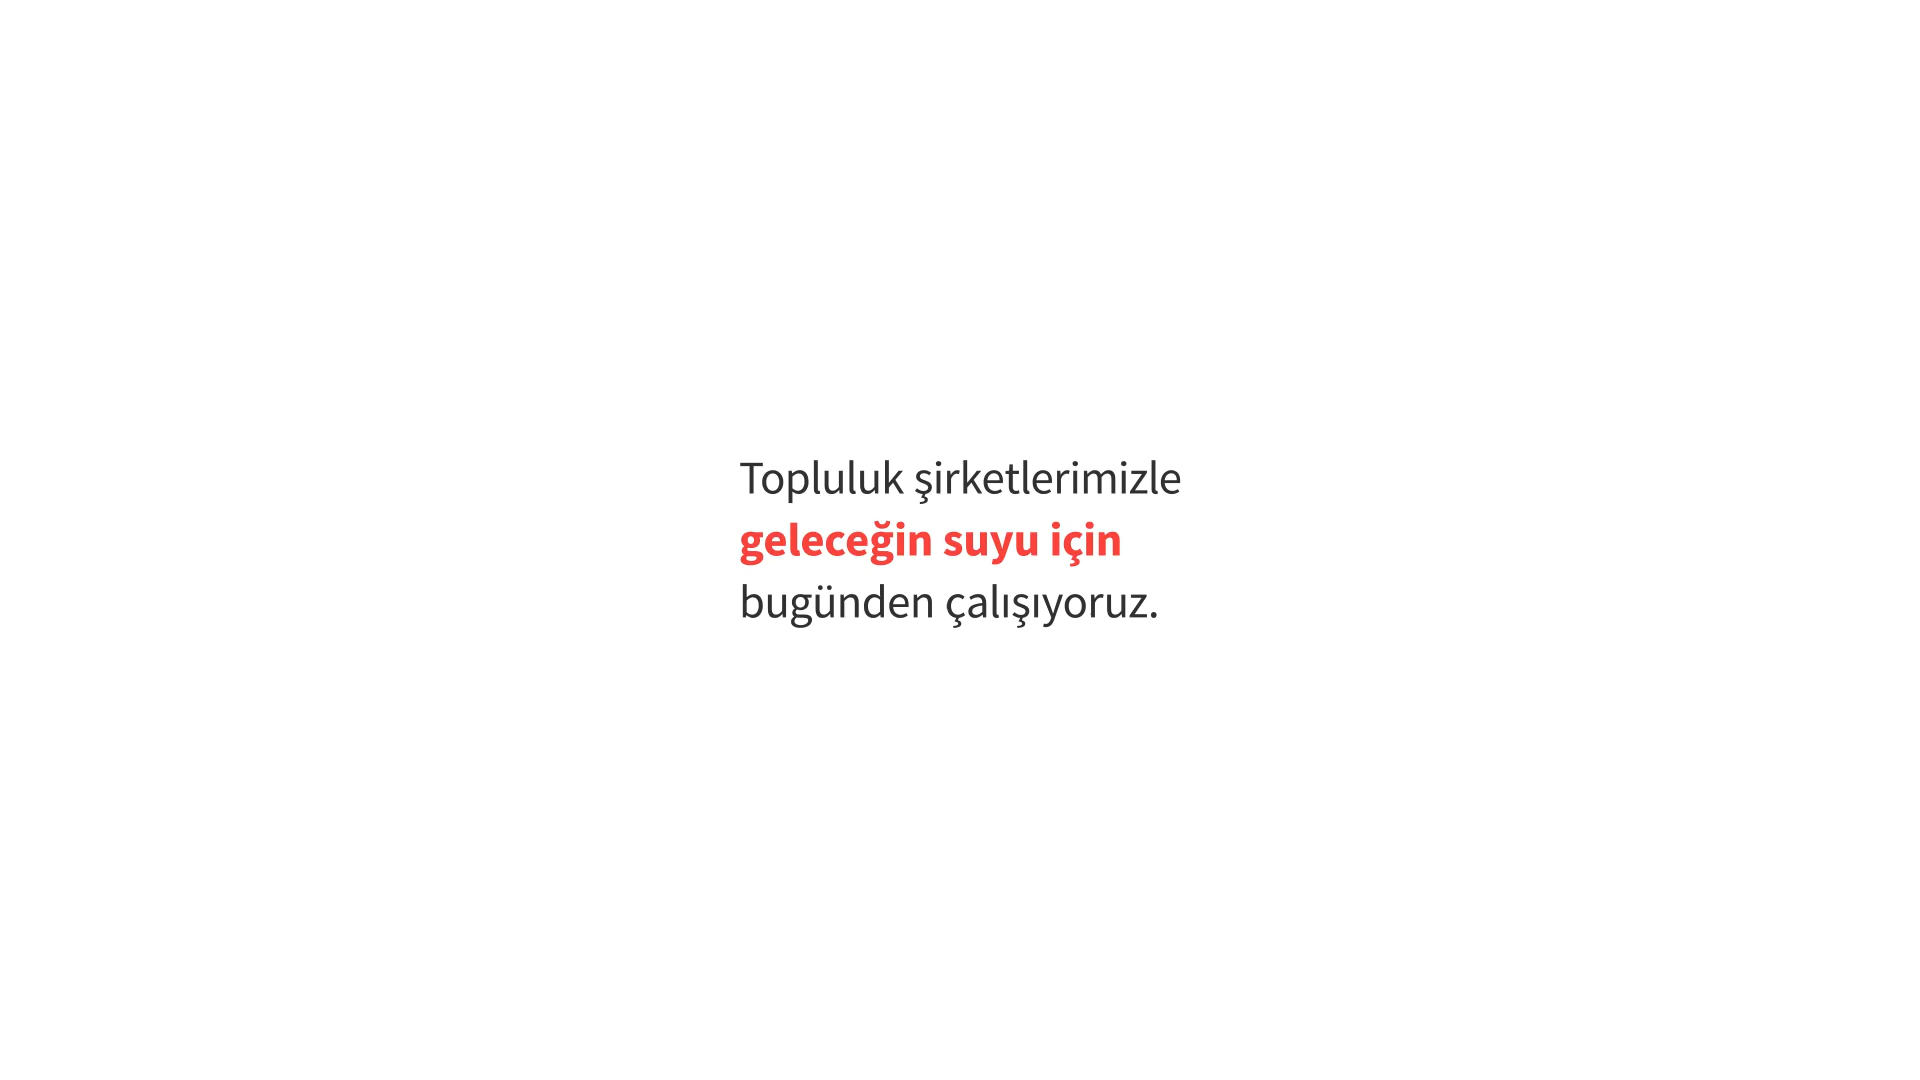 Topluluk şirketlerimizle
geleceğin suyu için
bugünden çalışıyoruz.